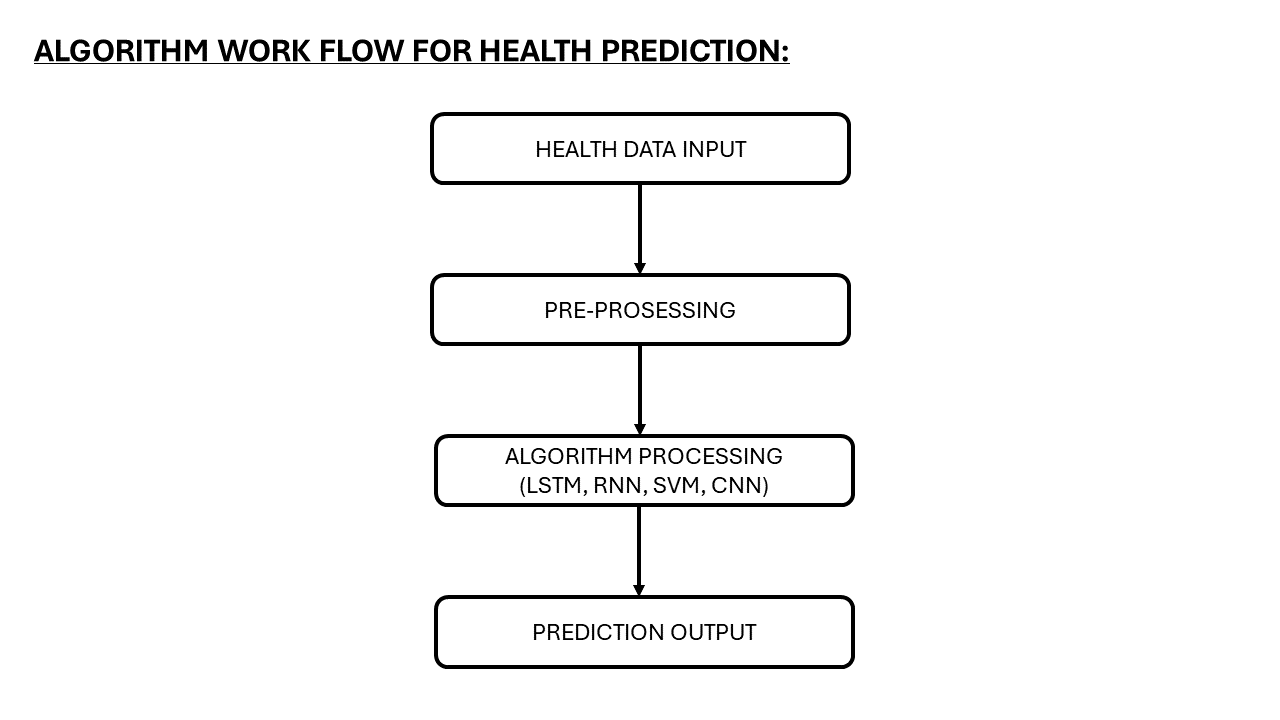 ALGORITHM WORK FLOW FOR HEALTH PREDICTION:
HEALTH DATA INPUT
PRE-PROSESSING
ALGORITHM PROCESSING
(LSTM, RNN, SVM, CNN)
PREDICTION OUTPUT